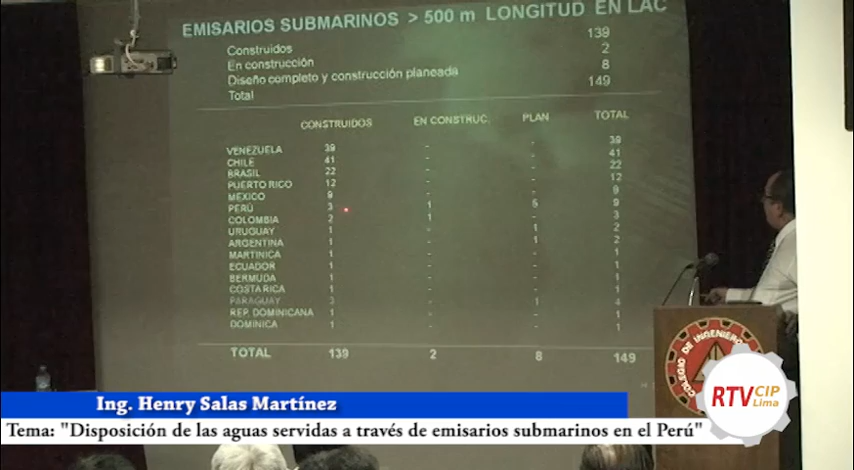 EMISARIOS SUBMARINOS > 500 m LONGITUD EN LAC
Construidos 139
En construcción 2
Diseño completo y construcción planeada 8
Total 149
CONSTRUIDOS EN CONSTRUC. PLAN TOTAL
VENEZUELA 39 - - 39
CHILE 41 - - 41
BRASIL 22 - - 22
PUERTO RICO 12 - - 12
MEXICO 9 - - 9
PERÚ 3 1 5 9
COLOMBIA 2 1 - 3
URUGUAY 1 - 1 2
ARGENTINA 1 - 1 2
MARTINICA 1 - - 1
ECUADOR 1 - - 1
BERMUDA 1 - - 1
COSTA RICA 1 - - 1
PARAGUAY 3 - 1 4
REP. DOMINICANA 1 - - 1
DOMINICA 1 - - 1
TOTAL 139 2 8 149
COLEGIO DE INGENIEROS
RTV CIP Lima
Ing. Henry Salas Martínez
Tema: "Disposición de las aguas servidas a través de emisarios submarinos en el Perú"